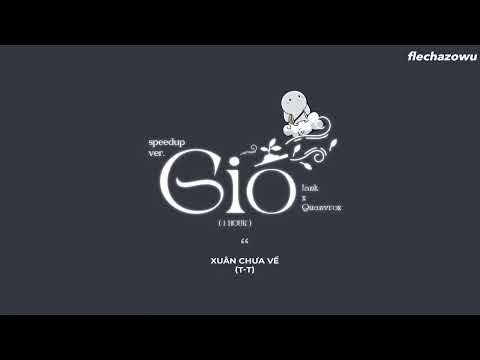 flechazowu
speedup
ver.
Gió
Jank
x
Quanvrox
( 1 HOUR )
“
XUÂN CHƯA VỀ
(T-T)